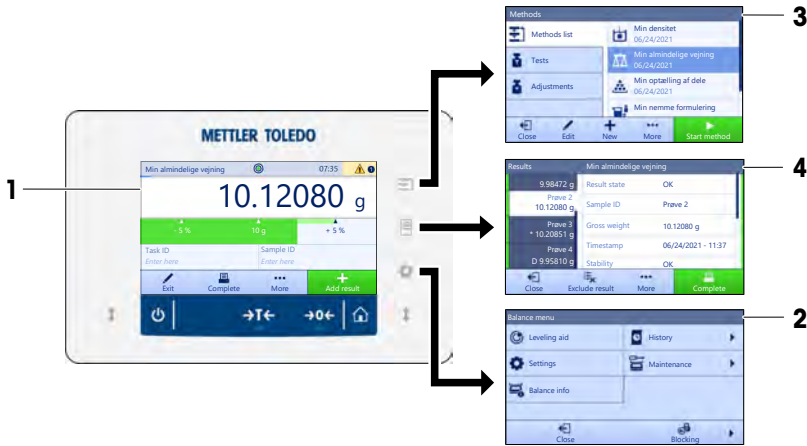 1
METTLER TOLEDO
Min almindelige vejning
07:35
10.12080 g
- 5 %
10 g
+ 5 %
Task ID
Enter here
Sample ID
Enter here
Exit
Complete
More
Add result
→T←
→0←
3
Methods
Methods list
Tests
Adjustments
Min densitet
06/24/2021
Min almindelige vejning
06/24/2021
Min optælling af dele
06/24/2021
Min nemme formulering
Close
Edit
New
More
Start method
4
Results
Min almindelige vejning
9.98472 g
Prøve 2
10.12080 g
Prøve 3
* 10.20851 g
Prøve 4
D 9.95810 g
Result state OK
Sample ID Prøve 2
Gross weight 10.12080 g
Timestamp 06/24/2021 - 11:37
Stability OK
Close
Exclude result
More
Complete
2
Balance menu
Leveling aid
History
Settings
Maintenance
Balance info
Close
Blocking